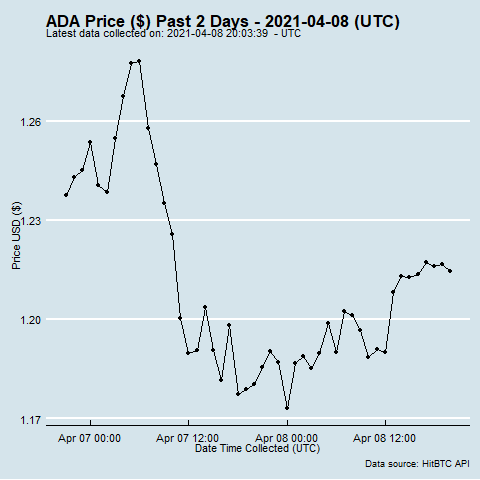 ADA Price ($) Past 2 Days - 2021-04-08 (UTC)
Latest data collected on: 2021-04-08 20:03:39 - UTC
1.26
1.23
1.20
1.17
Price USD ($)
Apr 07 00:00 Apr 07 12:00 Apr 08 00:00 Apr 08 12:00
Date Time Collected (UTC)
Data source: HitBTC API